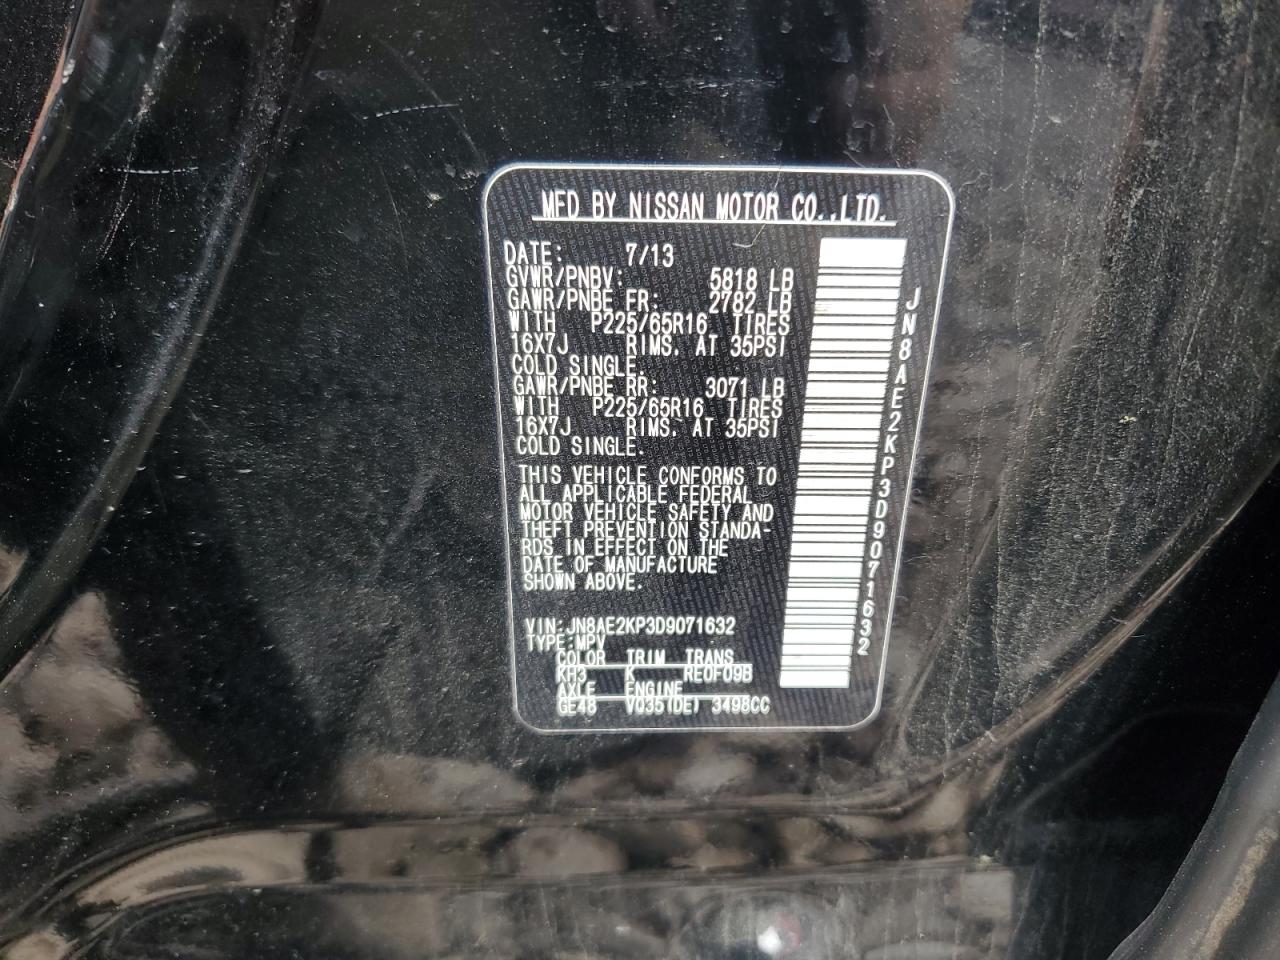 MFD BY NISSAN MOTOR CO.,LTD.
DATE: 7/13
GVWR/PNBV: 5818 LB
GAWR/PNBE FR: 2782 LB
WITH P225/65R16 TIRES
16X7J RIMS. AT 35PSI
COLD SINGLE.
GAWR/PNBE RR: 3071 LB
WITH P225/65R16 TIRES
16X7J RIMS. AT 35PSI
COLD SINGLE.
THIS VEHICLE CONFORMS TO
ALL APPLICABLE FEDERAL
MOTOR VEHICLE SAFETY AND
THEFT PREVENTION STANDA-
RDS IN EFFECT ON THE
DATE OF MANUFACTURE
SHOWN ABOVE.
VIN:JN8AE2KP3D9071632
TYPE:MPV
COLOR TRIM TRANS
KH3 K RE0F09B
AXLE ENGINE
GE48 VQ35(DE) 3498CC
JN8AE2KP3D9071632